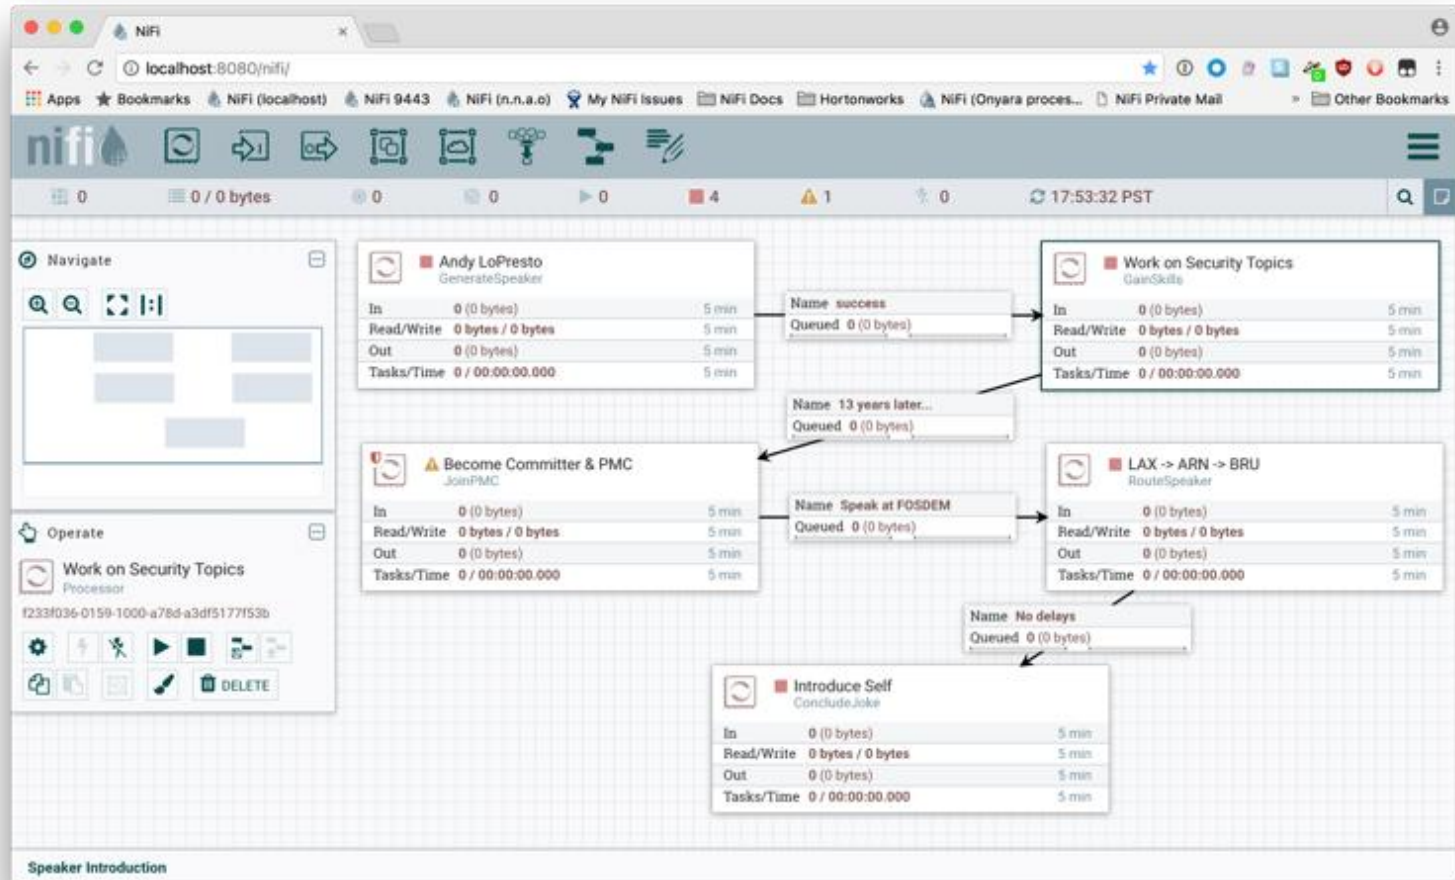 NiFi
localhost:8080/nifi/
Apps Bookmarks NiFi (localhost) NiFi 9443 NiFi (n.n.a.o) My NiFi Issues NiFi Docs Hortonworks NiFi (Onyara proces... NiFi Private Mail » Other Bookmarks
nifi
0 0 / 0 bytes 0 0 0 4 1 0 17:53:32 PST
Navigate
Operate
Work on Security Topics
Processor
f233f036-0159-1000-a78d-a3df5177f53b
DELETE
Andy LoPresto
GenerateSpeaker
In 0 (0 bytes) 5 min
Read/Write 0 bytes / 0 bytes 5 min
Out 0 (0 bytes) 5 min
Tasks/Time 0 / 00:00:00.000 5 min
Name success
Queued 0 (0 bytes)
Work on Security Topics
GainSkills
In 0 (0 bytes) 5 min
Read/Write 0 bytes / 0 bytes 5 min
Out 0 (0 bytes) 5 min
Tasks/Time 0 / 00:00:00.000 5 min
Name 13 years later...
Queued 0 (0 bytes)
Become Committer & PMC
JoinPMC
In 0 (0 bytes) 5 min
Read/Write 0 bytes / 0 bytes 5 min
Out 0 (0 bytes) 5 min
Tasks/Time 0 / 00:00:00.000 5 min
Name Speak at FOSDEM
Queued 0 (0 bytes)
LAX -> ARN -> BRU
RouteSpeaker
In 0 (0 bytes) 5 min
Read/Write 0 bytes / 0 bytes 5 min
Out 0 (0 bytes) 5 min
Tasks/Time 0 / 00:00:00.000 5 min
Name No delays
Queued 0 (0 bytes)
Introduce Self
ConcludeJoke
In 0 (0 bytes) 5 min
Read/Write 0 bytes / 0 bytes 5 min
Out 0 (0 bytes) 5 min
Tasks/Time 0 / 00:00:00.000 5 min
Speaker Introduction